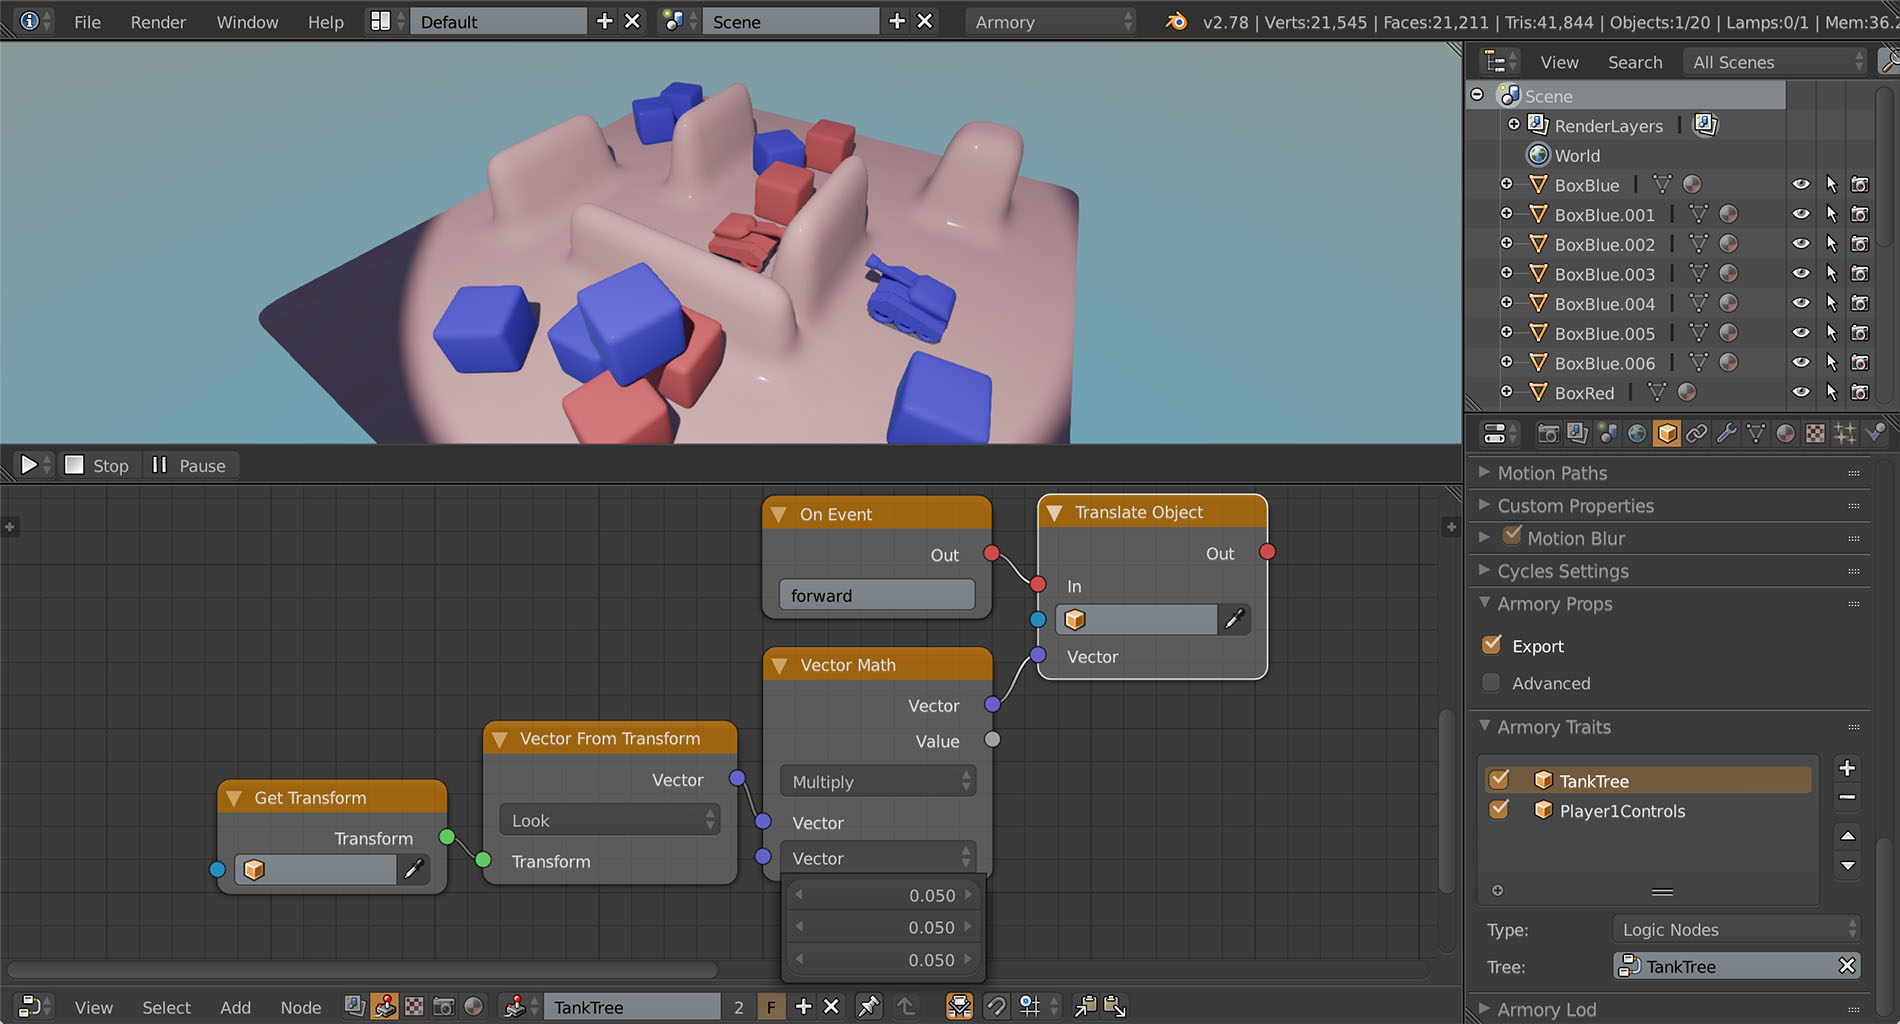 File Render Window Help Default Scene Armory v2.78 | Verts:21,545 | Faces:21,211 | Tris:41,844 | Objects:1/20 | Lamps:0/1 | Mem:36.
View Search All Scenes
Scene
RenderLayers
World
BoxBlue
BoxBlue.001
BoxBlue.002
BoxBlue.003
BoxBlue.004
BoxBlue.005
BoxBlue.006
BoxRed
Stop Pause
On Event
Out
forward
Translate Object
Out
In
Vector
Vector Math
Vector
Value
Multiply
Vector
Vector
0.050
0.050
0.050
Vector From Transform
Vector
Look
Transform
Get Transform
Transform
Motion Paths
Custom Properties
Motion Blur
Cycles Settings
Armory Props
Export
Advanced
Armory Traits
TankTree
Player1Controls
Type: Logic Nodes
Tree: TankTree
Armory Lod
View Select Add Node TankTree 2 F